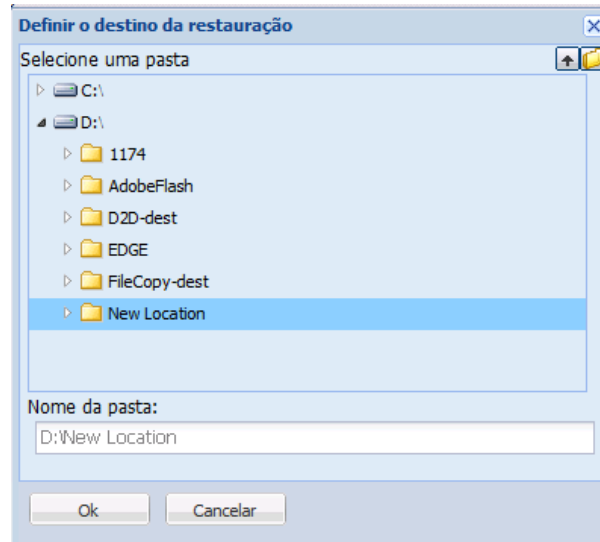 Definir o destino da restauração
Selecione uma pasta
C:\
D:\
1174
AdobeFlash
D2D-dest
EDGE
FileCopy-dest
New Location
Nome da pasta:
D:\New Location
Ok Cancelar